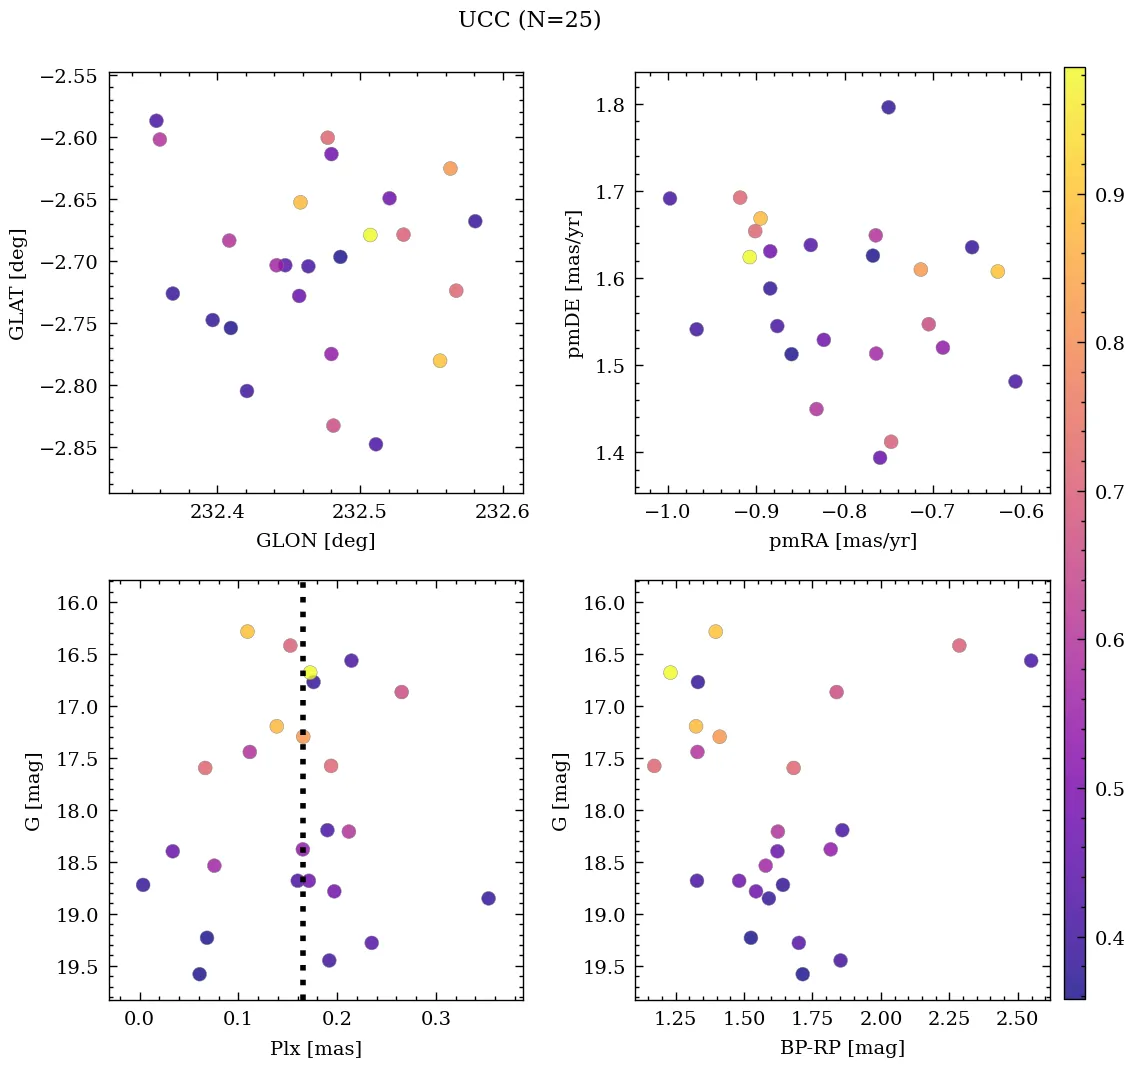 UCC (N=25)
−2.55
−2.60
−2.65
−2.70
−2.75
−2.80
−2.85
GLAT [deg]
232.4 232.5 232.6
GLON [deg]
1.8
1.7
1.6
1.5
1.4
pmDE [mas/yr]
−1.0 −0.9 −0.8 −0.7 −0.6
pmRA [mas/yr]
0.9
0.8
0.7
0.6
0.5
0.4
16.0
16.5
17.0
17.5
18.0
18.5
19.0
19.5
G [mag]
0.0 0.1 0.2 0.3
Plx [mas]
16.0
16.5
17.0
17.5
18.0
18.5
19.0
19.5
G [mag]
1.25 1.50 1.75 2.00 2.25 2.50
BP-RP [mag]